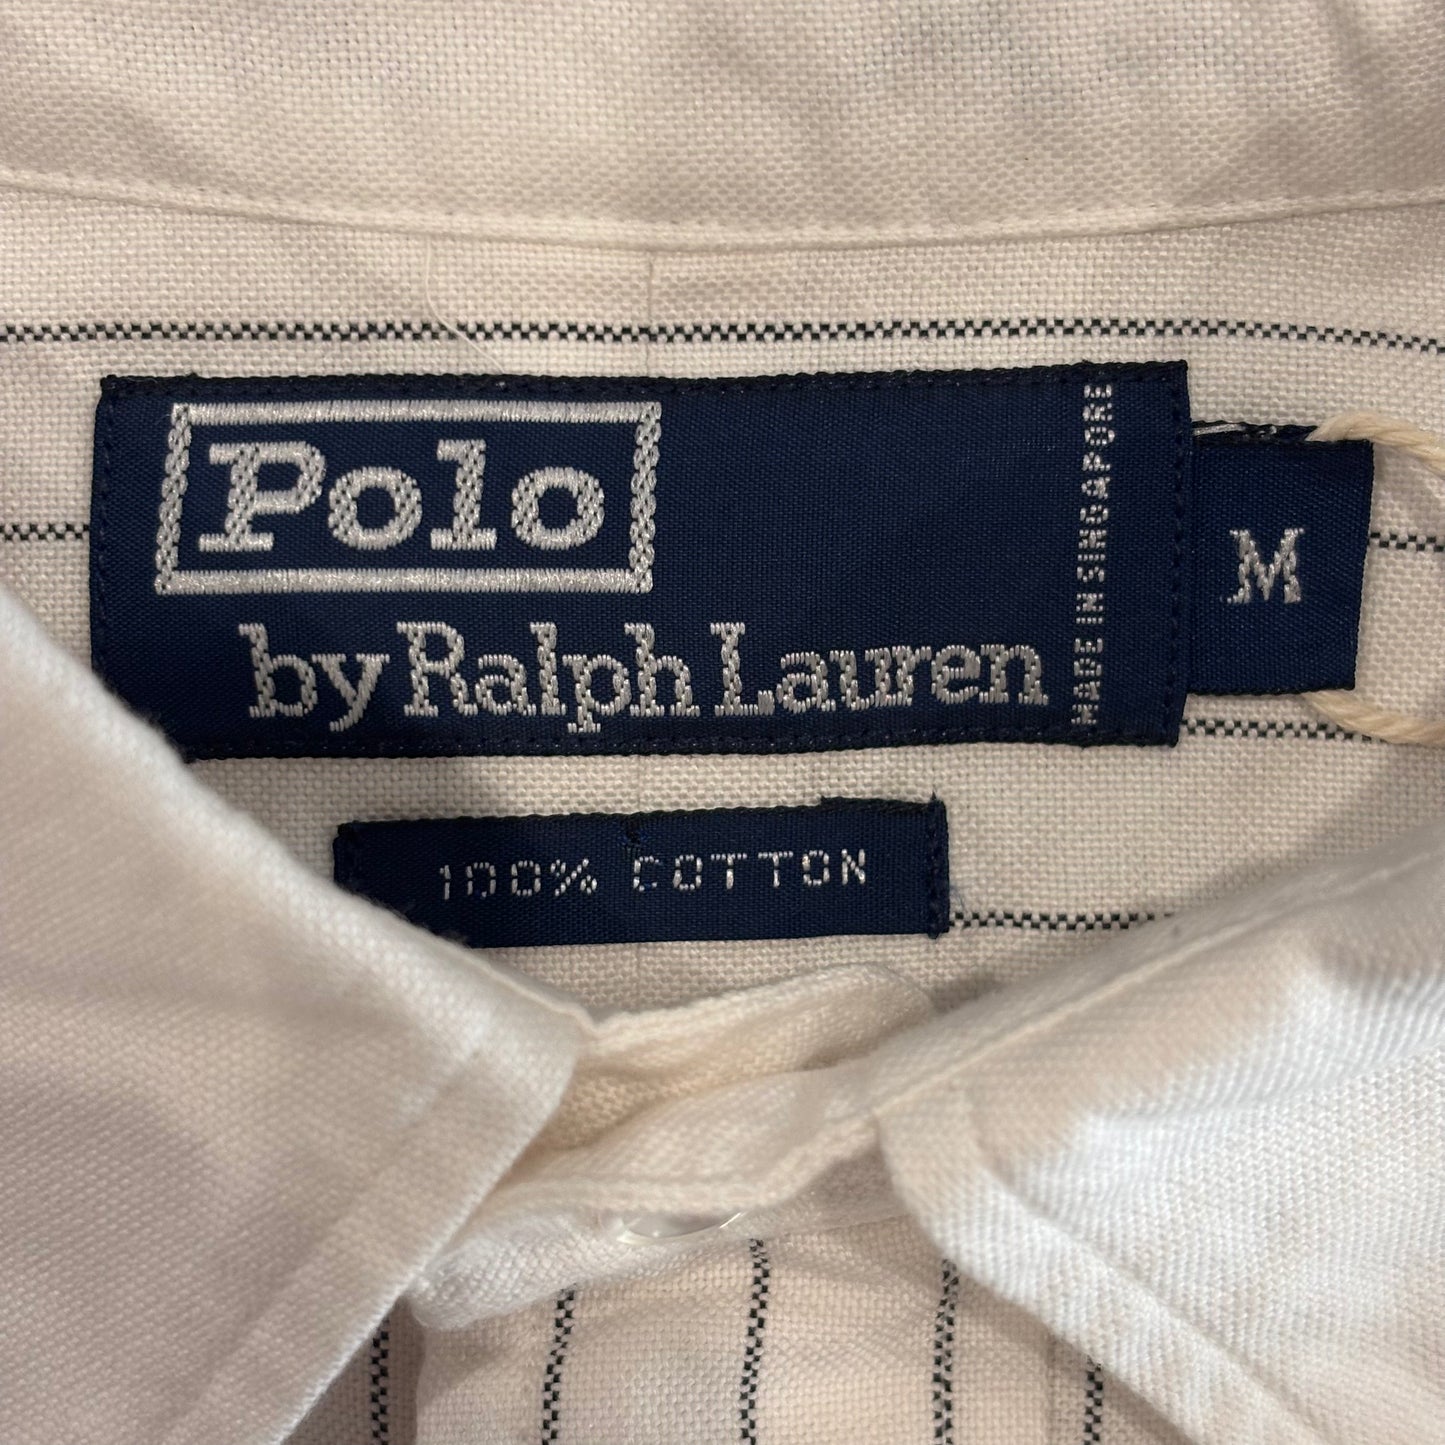 Polo
by Ralph Lauren
MADE IN SINGAPORE
M
100% COTTON